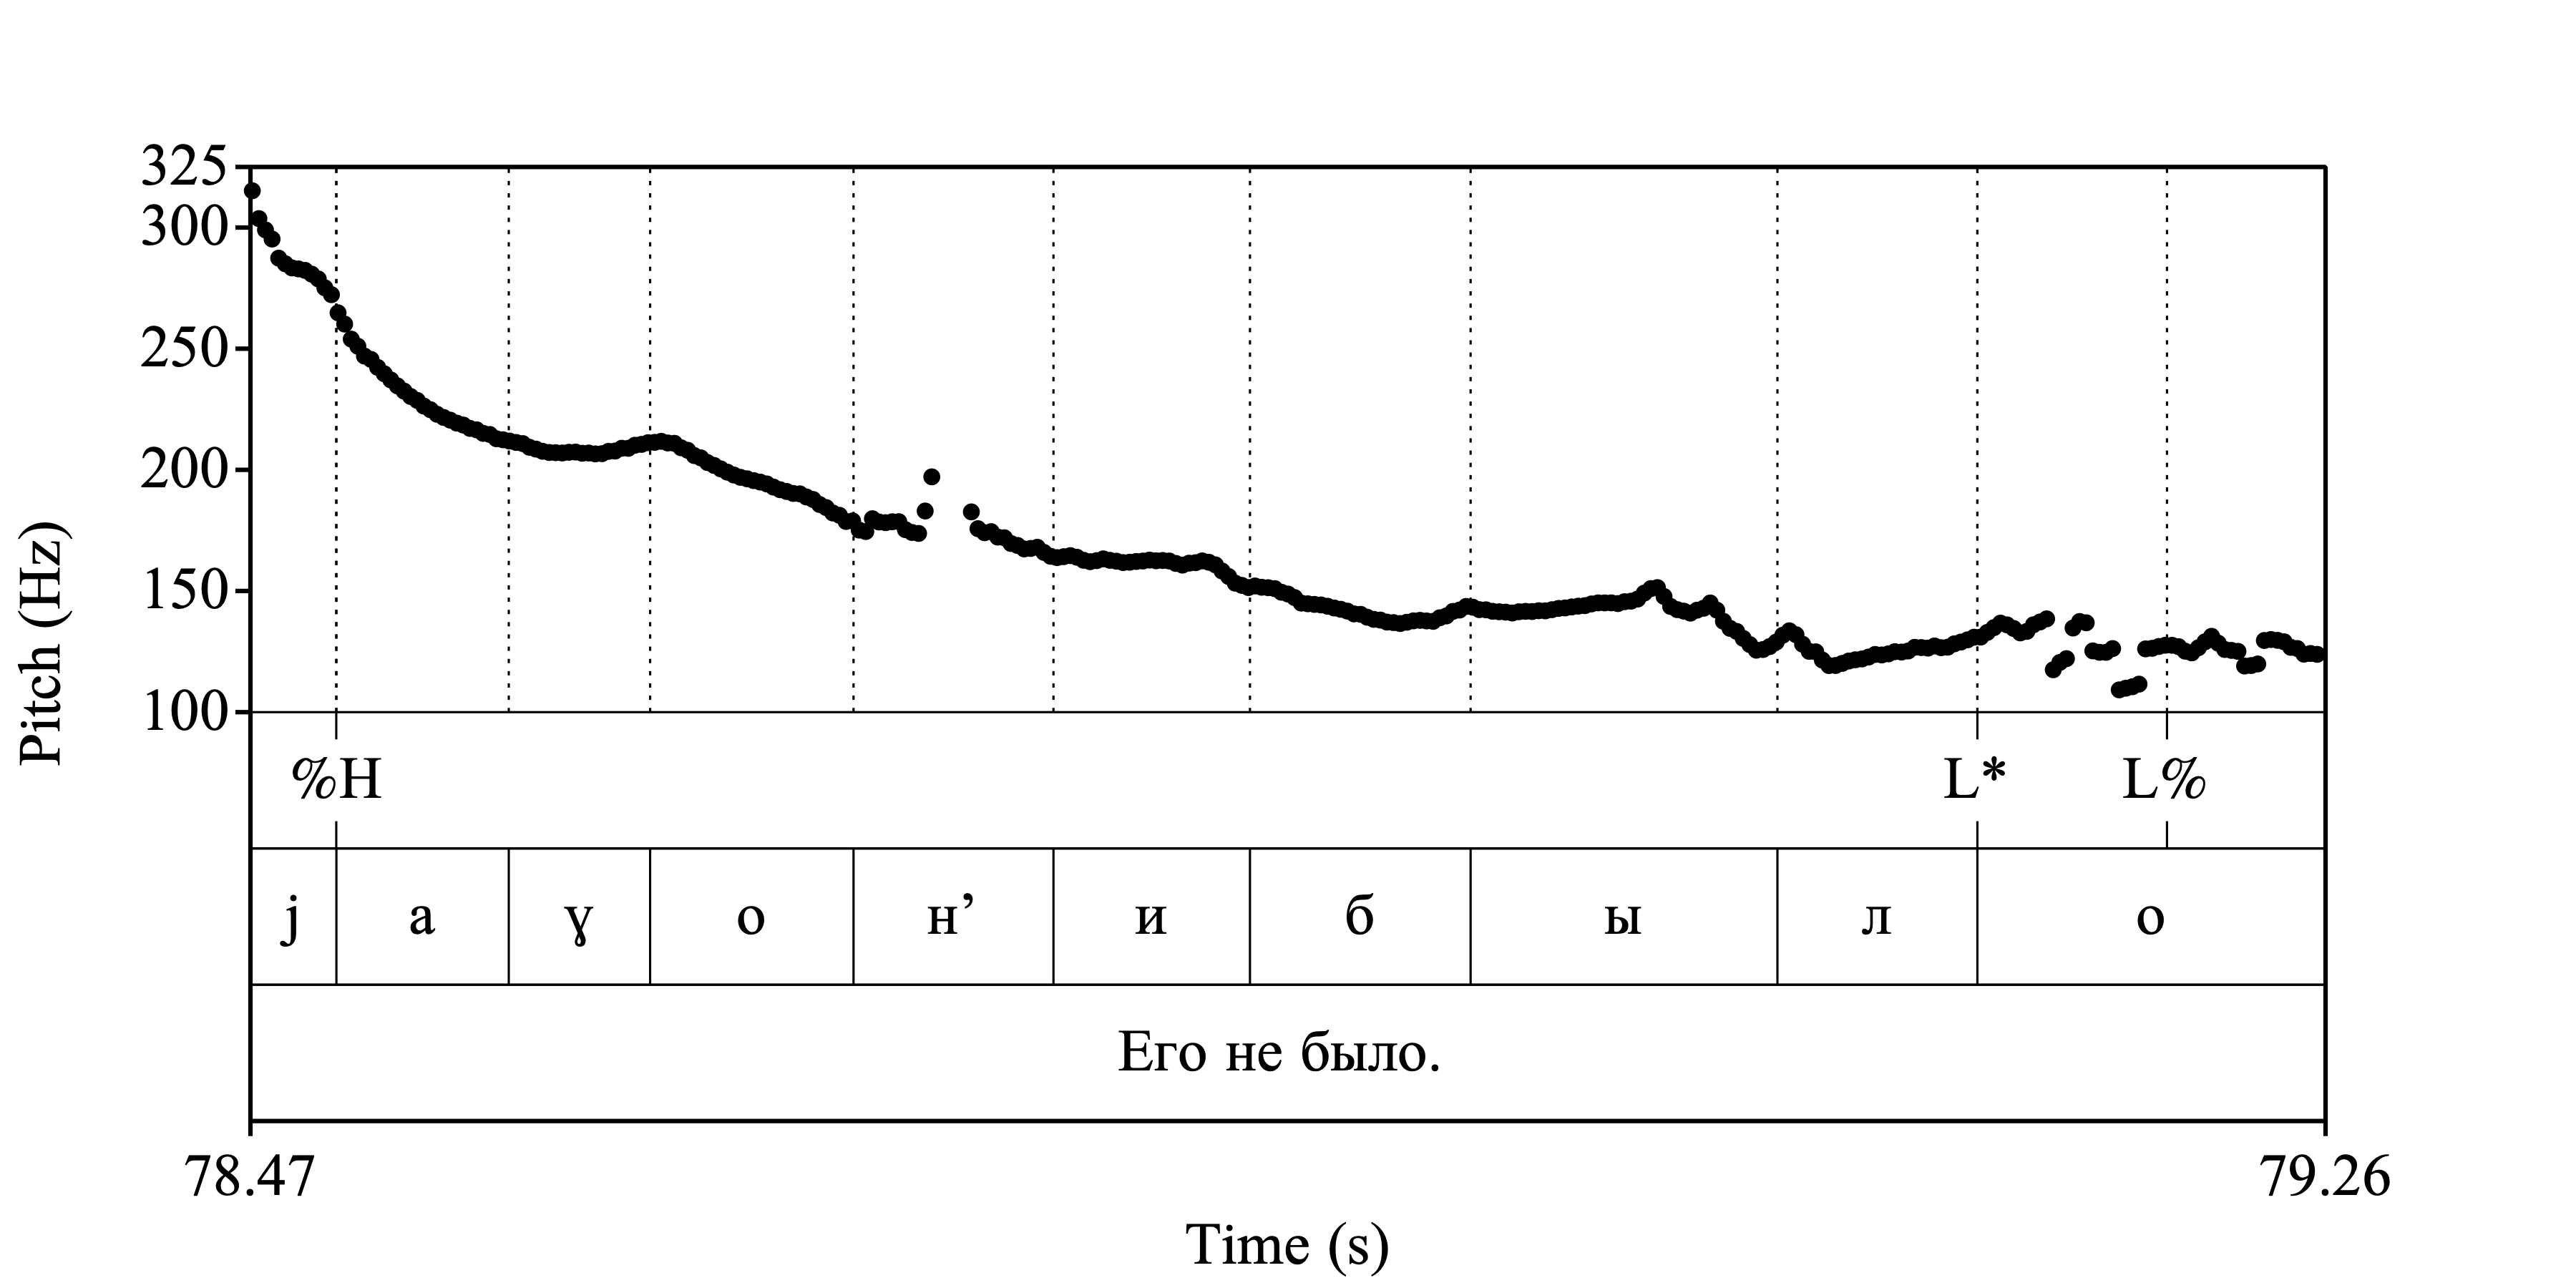 325
300
250
200
150
100
Pitch (Hz)
%H L* L%
j а ɣ о н’ и б ы л о
Его не было.
78.47 79.26
Time (s)